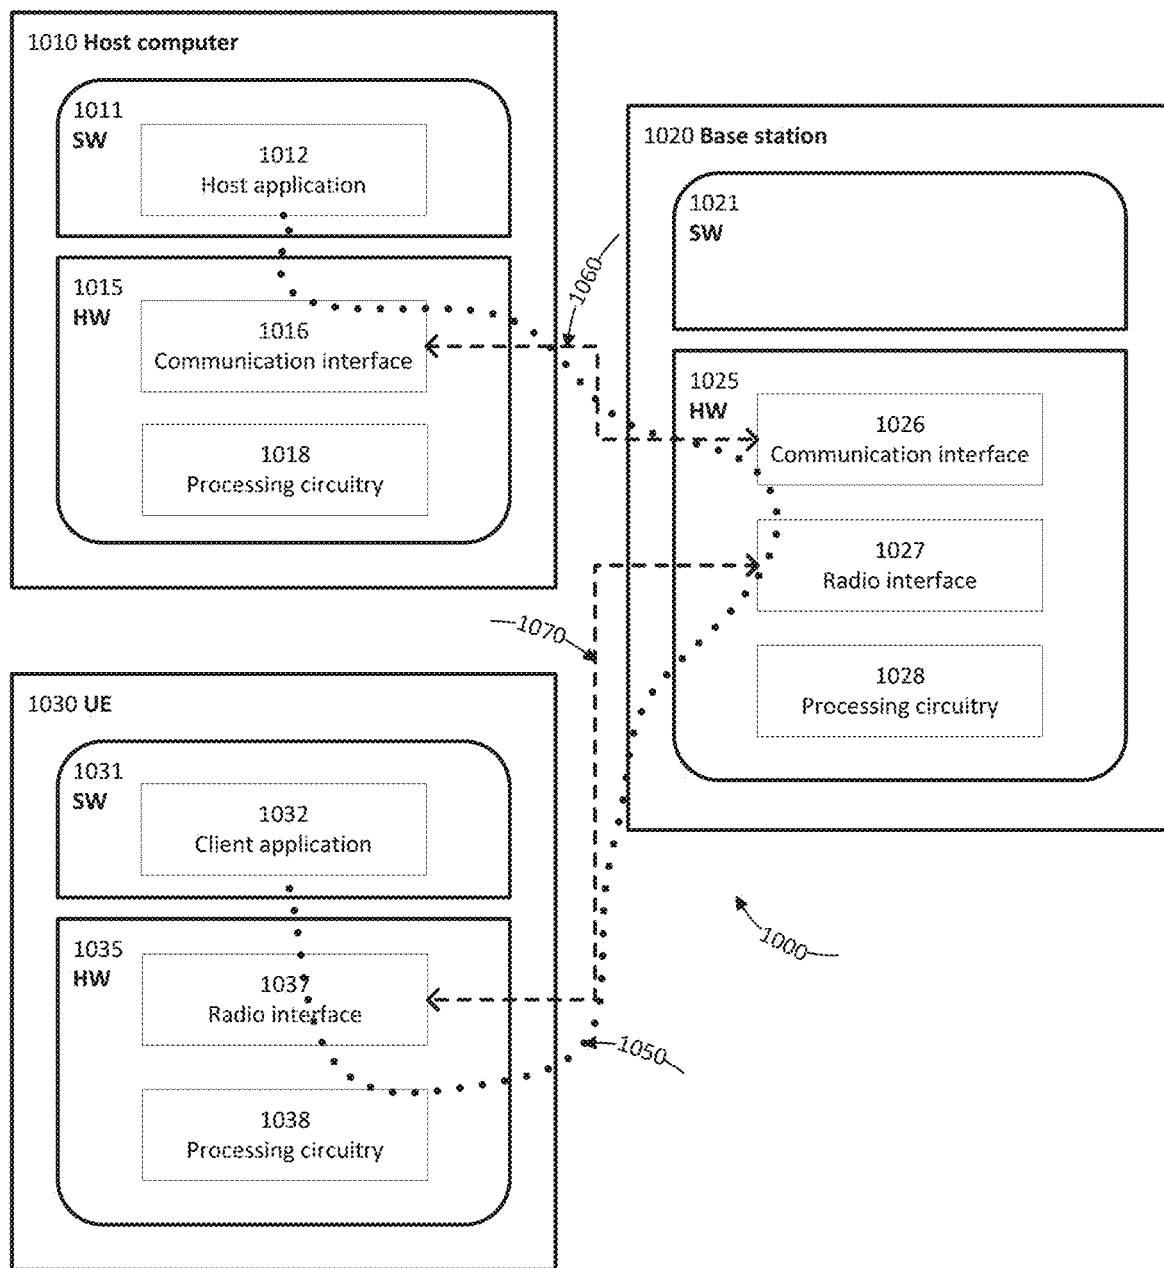 1010 Host computer
1011
SW
1012
Host application
1015
HW
1016
Communication interface
1018
Processing circuitry
1060
1020 Base station
1021
SW
1025
HW
1026
Communication interface
1027
Radio interface
1028
Processing circuitry
1070
1030 UE
1031
SW
1032
Client application
1035
HW
1037
Radio interface
1038
Processing circuitry
1050
1000